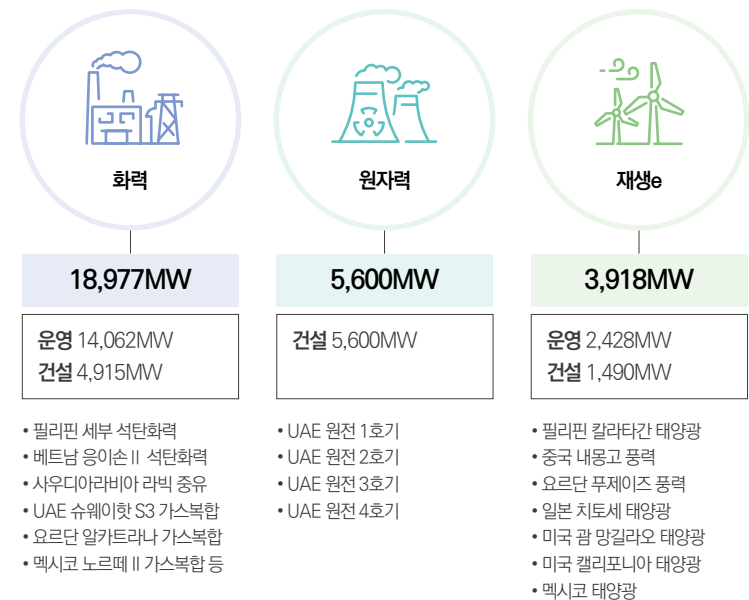 화력
18,977MW
운영 14,062MW
건설 4,915MW
• 필리핀 세부 석탄화력
• 베트남 응이손Ⅱ 석탄화력
• 사우디아라비아 라빅 중유
• UAE 슈웨이핫 S3 가스복합
• 요르단 알카트라나 가스복합
• 멕시코 노르떼Ⅱ 가스복합 등
원자력
5,600MW
건설 5,600MW
• UAE 원전 1호기
• UAE 원전 2호기
• UAE 원전 3호기
• UAE 원전 4호기
재생e
3,918MW
운영 2,428MW
건설 1,490MW
• 필리핀 칼라타간 태양광
• 중국 내몽고 풍력
• 요르단 푸제이즈 풍력
• 일본 치토세 태양광
• 미국 괌 망길라오 태양광
• 미국 캘리포니아 태양광
• 멕시코 태양광